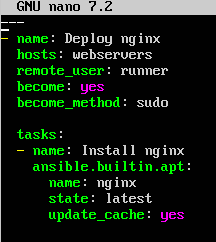 GNU nano 7.2
---
- name: Deploy nginx
  hosts: webservers
  remote_user: runner
  become: yes
  become_method: sudo

  tasks:
  - name: Install nginx
    ansible.builtin.apt:
      name: nginx
      state: latest
      update_cache: yes